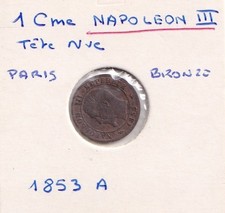 1 Cme NAPOLEON III
TêTe NUe
PARIS BRONZE
1853 A